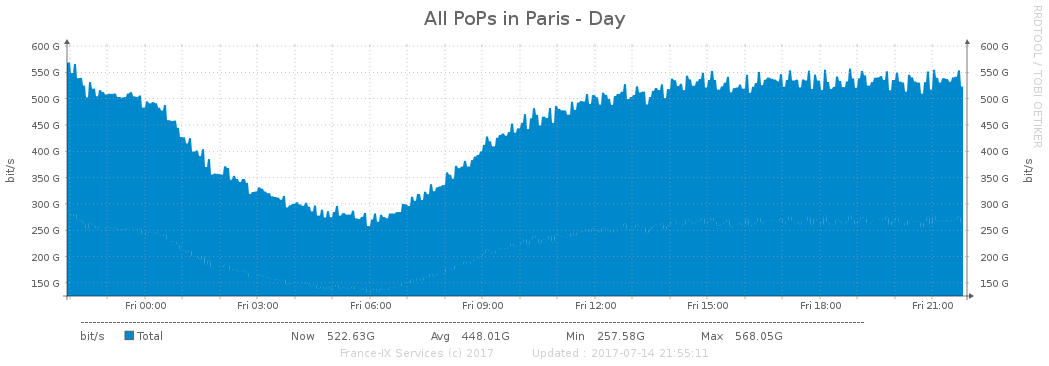 All PoPs in Paris - Day
RRDTOOL / TOBI OETIKER
600 G 600 G
550 G 550 G
500 G 500 G
450 G 450 G
400 G 400 G
350 G 350 G
300 G 300 G
250 G 250 G
200 G 200 G
150 G 150 G
bit/s
bit/s
Fri 00:00 Fri 03:00 Fri 06:00 Fri 09:00 Fri 12:00 Fri 15:00 Fri 18:00 Fri 21:00
bit/s Total Now 522.63G Avg 448.01G Min 257.58G Max 568.05G
France-IX Services (c) 2017 Updated : 2017-07-14 21:55:11